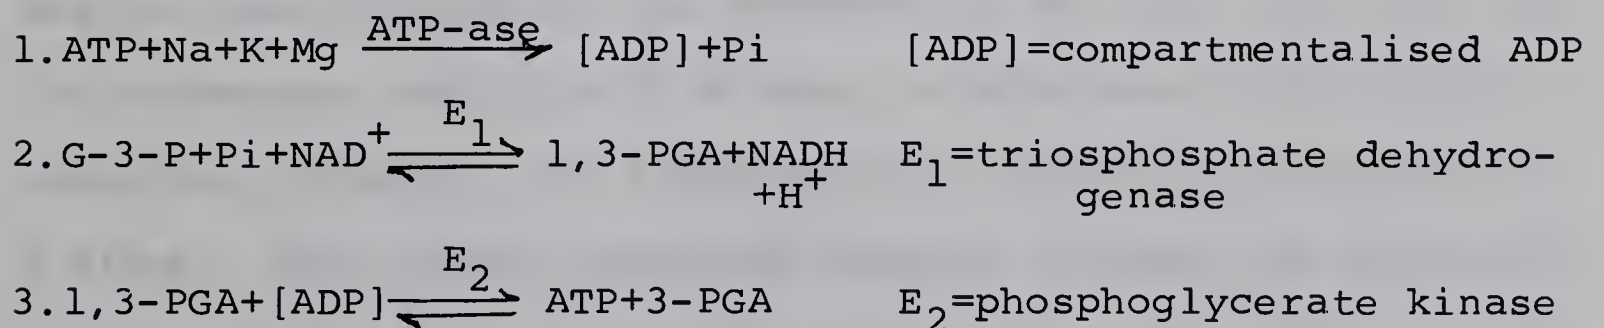 1.ATP+Na+K+Mg ATP-ase [ADP]+Pi [ADP]=compartmentalised ADP
2.G-3-P+Pi+NAD+ E1 1,3-PGA+NADH E1=triosphosphate dehydro-
+H+ genase
3.1,3-PGA+[ADP] E2 ATP+3-PGA E2=phosphoglycerate kinase